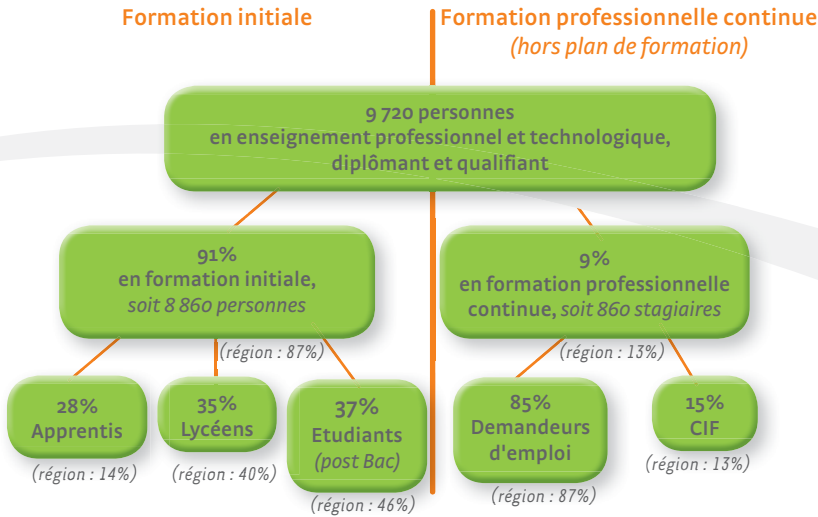 Formation initiale
Formation professionnelle continue
(hors plan de formation)
9 720 personnes
en enseignement professionnel et technologique,
diplômant et qualifiant
91%
en formation initiale,
soit 8 860 personnes
(région : 87%)
9%
en formation professionnelle
continue, soit 860 stagiaires
(région : 13%)
28%
Apprentis
(région : 14%)
35%
Lycéens
(région : 40%)
37%
Etudiants
(post Bac)
(région : 46%)
85%
Demandeurs
d'emploi
(région : 87%)
15%
CIF
(région : 13%)